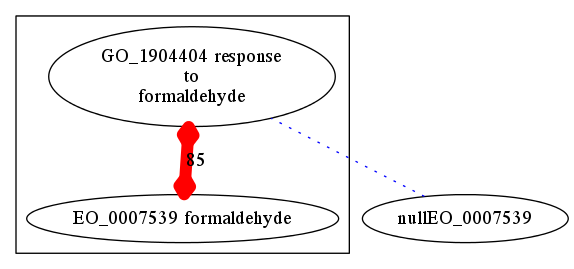 GO_1904404 response
to
formaldehyde
85
EO_0007539 formaldehyde
nullEO_0007539